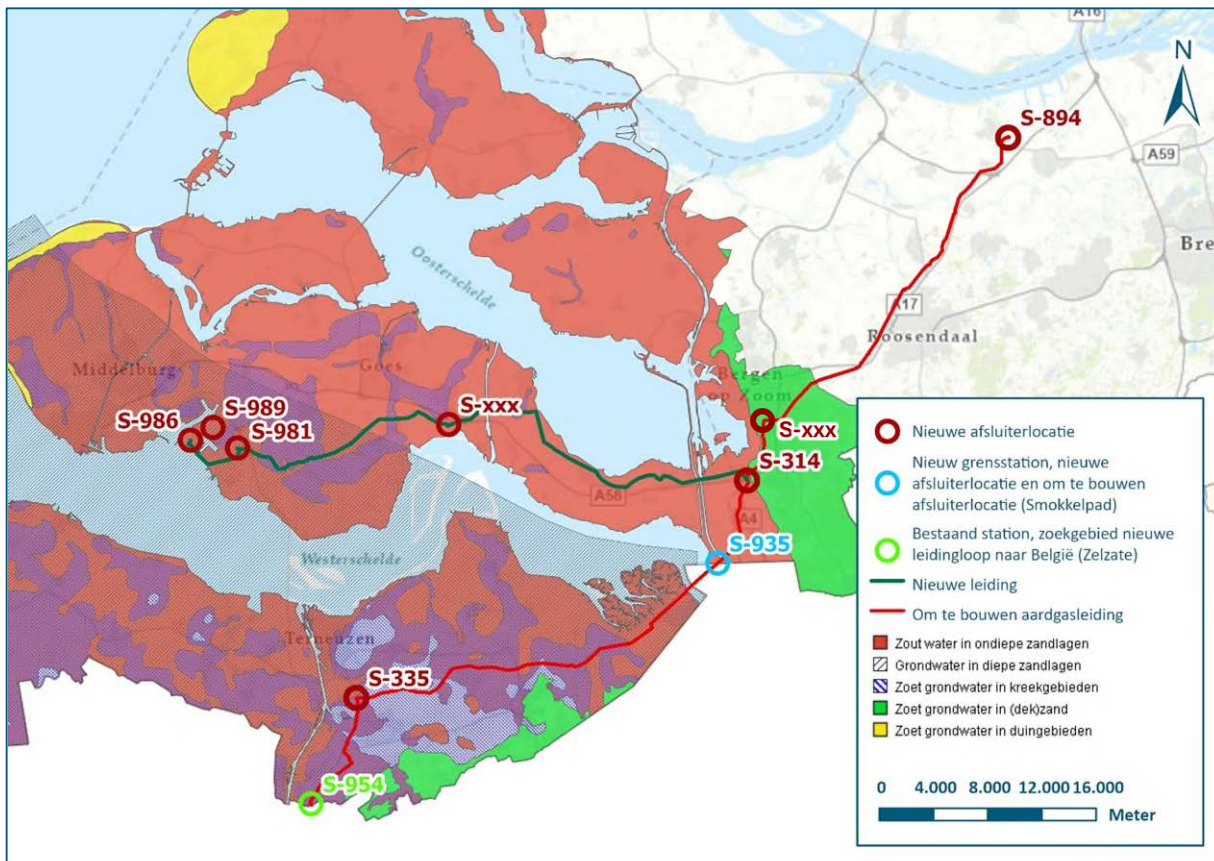 A16
N
S-894
A59
Bre
Oosterschelde
A17
Roosendaal
Bergen
op Zoom
Middelburg
Goes
S-xxx
S-989
S-986
S-981
S-xxx
S-314
A58
A4
S-935
Westerschelde
Terneuzen
S-335
S-954
Nieuwe afsluiterlocatie
Nieuw grensstation, nieuwe
afsluiterlocatie en om te bouwen
afsluiterlocatie (Smokkelpad)
Bestaand station, zoekgebied nieuwe
leidingloop naar België (Zelzate)
Nieuwe leiding
Om te bouwen aardgasleiding
Zout water in ondiepe zandlagen
Grondwater in diepe zandlagen
Zoet grondwater in kreekgebieden
Zoet grondwater in (dek)zand
Zoet grondwater in duingebieden
0 4.000 8.000 12.000 16.000
Meter